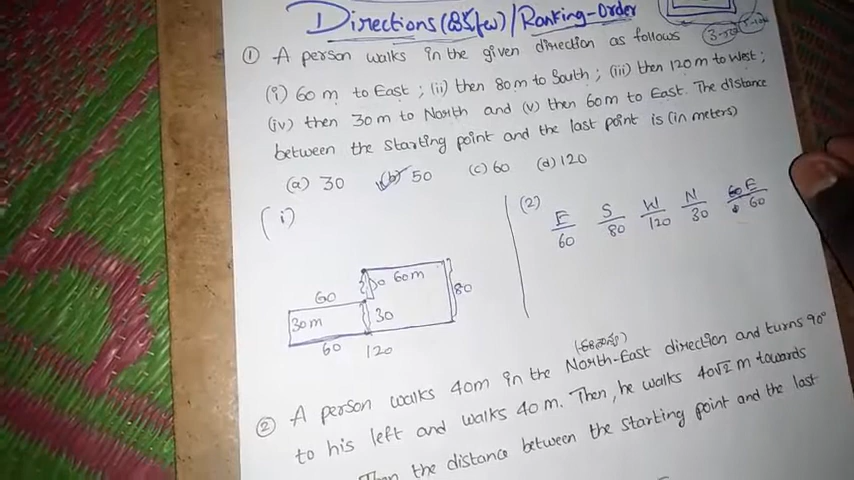 Directions (దిక్కులు) / Ranking-Order
3-50
① A person walks in the given direction as follows
(i) 60 m to East ; (ii) then 80 m to South ; (iii) then 120 m to West ;
(iv) then 30 m to North and (v) then 60 m to East. The distance
between the starting point and the last point is (in meters)
(a) 30 (b) 50 (c) 60 (d) 120
(i)
60m
80
60
30m
30
60
120
(2) E/60 S/80 W/120 N/30 E/60
② A person walks 40m in the North-East direction and turns 90°
to his left and walks 40 m. Then, he walks 40√2 m towards
Then the distance between the starting point and the last